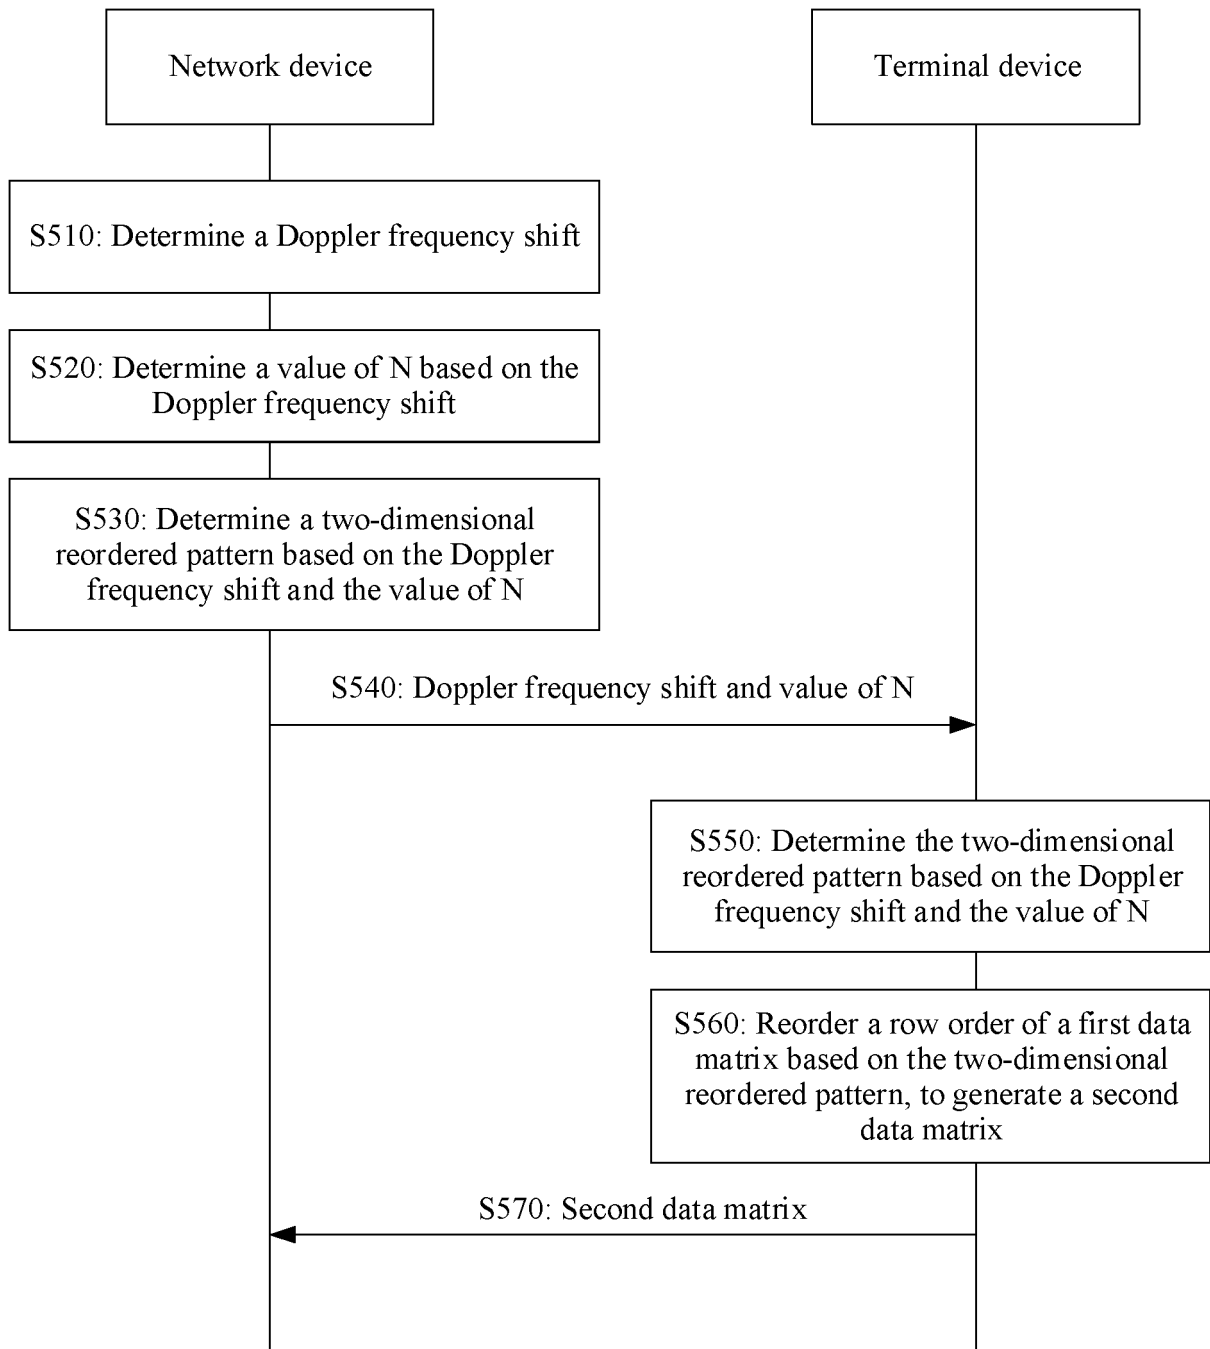 Network device
Terminal device
S510: Determine a Doppler frequency shift
S520: Determine a value of N based on the
Doppler frequency shift
S530: Determine a two-dimensional
reordered pattern based on the Doppler
frequency shift and the value of N
S540: Doppler frequency shift and value of N
S550: Determine the two-dimensional
reordered pattern based on the Doppler
frequency shift and the value of N
S560: Reorder a row order of a first data
matrix based on the two-dimensional
reordered pattern, to generate a second
data matrix
S570: Second data matrix